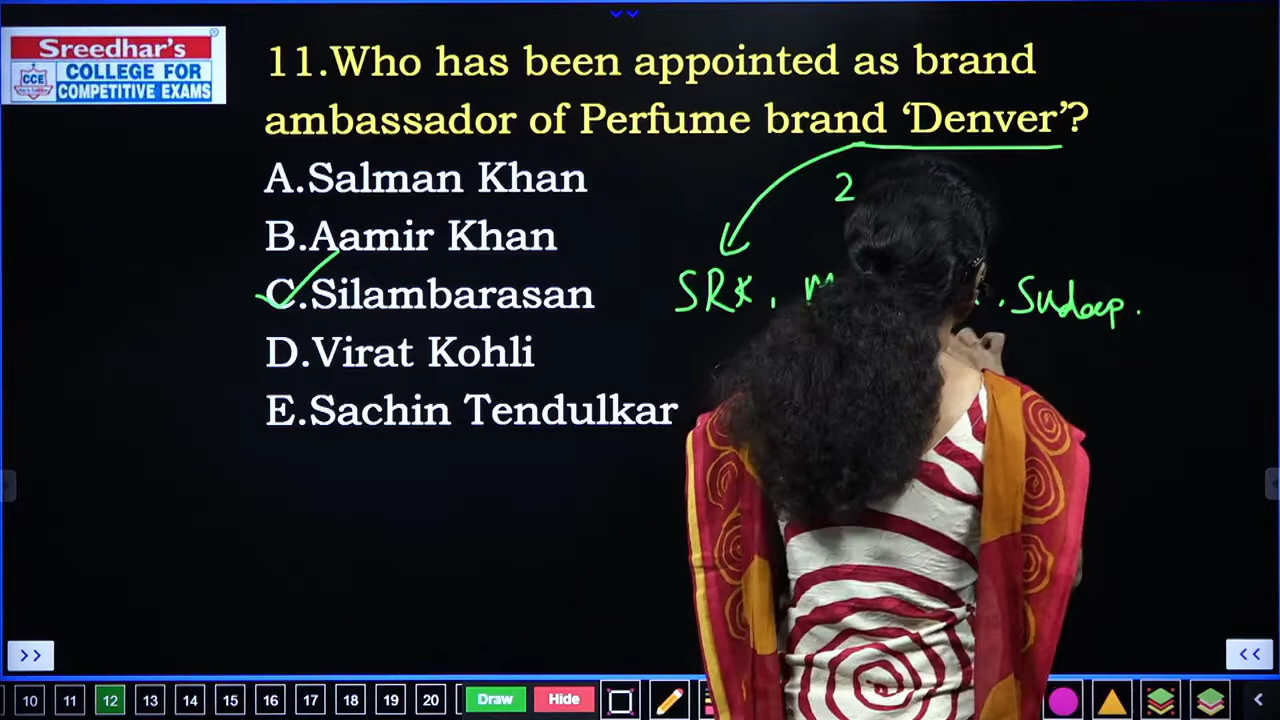 Sreedhar's
CCE
COLLEGE FOR
COMPETITIVE EXAMS
11.Who has been appointed as brand
ambassador of Perfume brand ‘Denver’?
A.Salman Khan
2
B.Aamir Khan
C.Silambarasan
SRK, . Sudeep.
D.Virat Kohli
E.Sachin Tendulkar
>> <<
10 11 12 13 14 15 16 17 18 19 20 Draw Hide